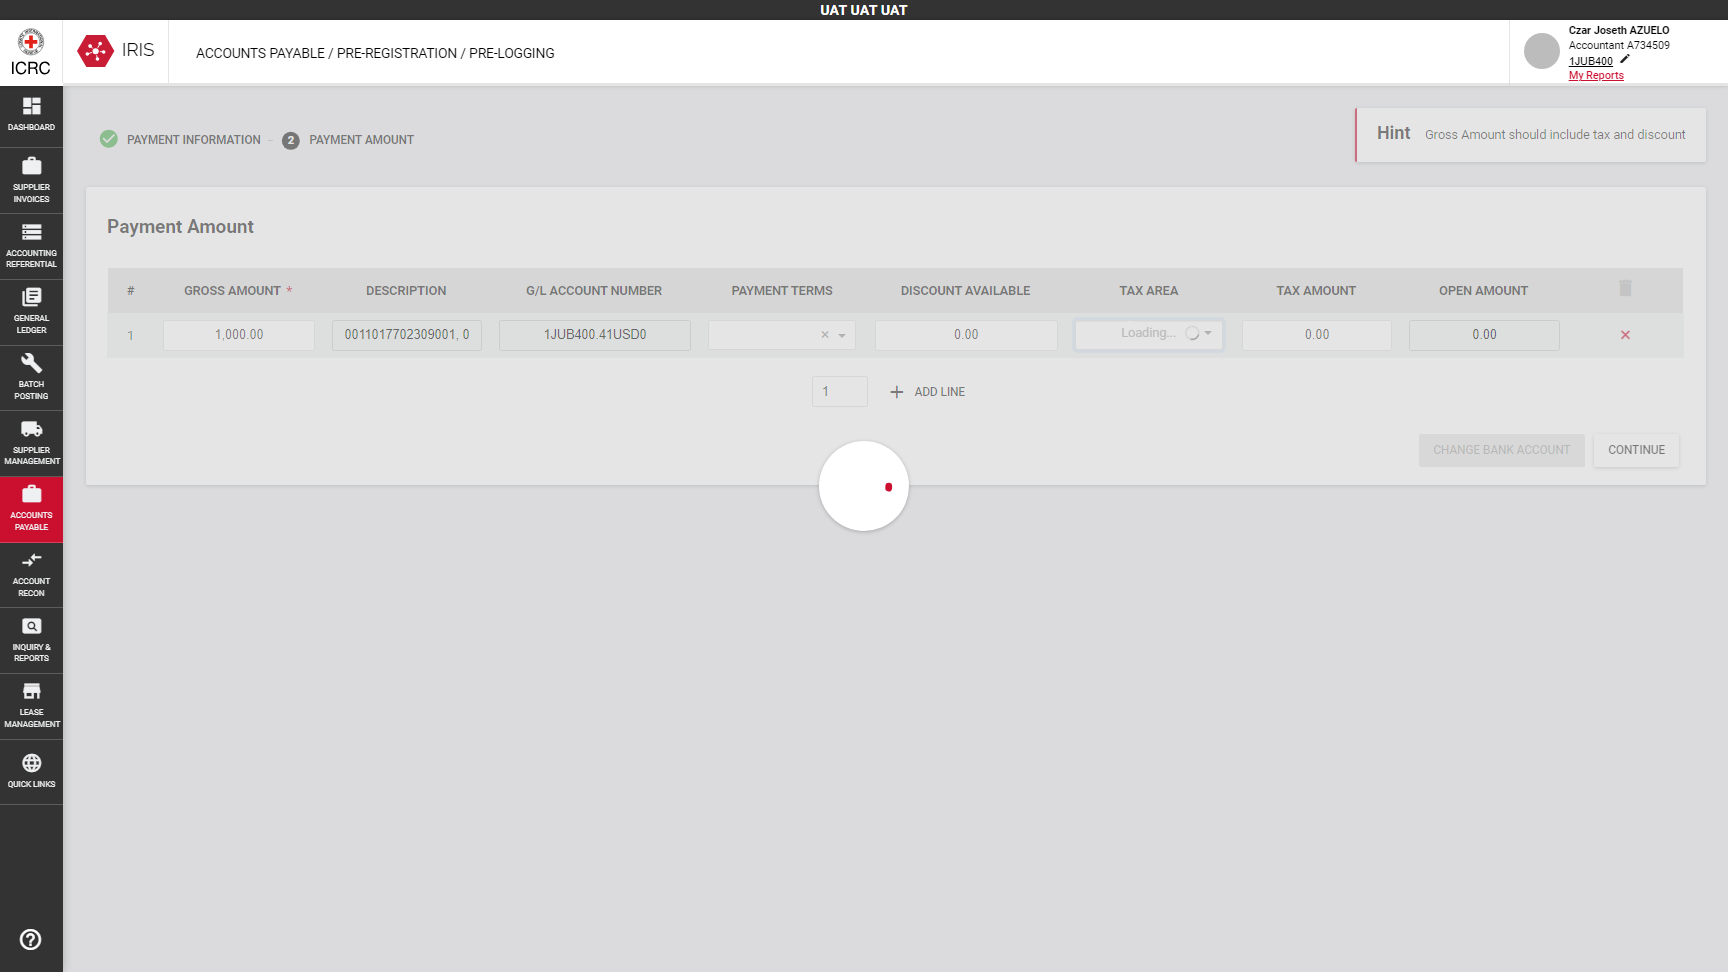 UAT UAT UAT
ICRC
IRIS
ACCOUNTS PAYABLE / PRE-REGISTRATION / PRE-LOGGING
Czar Joseth AZUELO
Accountant A734509
1JUB400
My Reports
DASHBOARD
SUPPLIER
INVOICES
ACCOUNTING
REFERENTIAL
GENERAL
LEDGER
BATCH
POSTING
SUPPLIER
MANAGEMENT
ACCOUNTS
PAYABLE
ACCOUNT
RECON
INQUIRY &
REPORTS
LEASE
MANAGEMENT
QUICK LINKS
PAYMENT INFORMATION
2 PAYMENT AMOUNT
Hint Gross Amount should include tax and discount
Payment Amount
# GROSS AMOUNT * DESCRIPTION G/L ACCOUNT NUMBER PAYMENT TERMS DISCOUNT AVAILABLE TAX AREA TAX AMOUNT OPEN AMOUNT
1 1,000.00 0011017702309001, 0 1JUB400.41USD0 × 0.00 Loading... 0.00 0.00
1 + ADD LINE
CHANGE BANK ACCOUNT CONTINUE